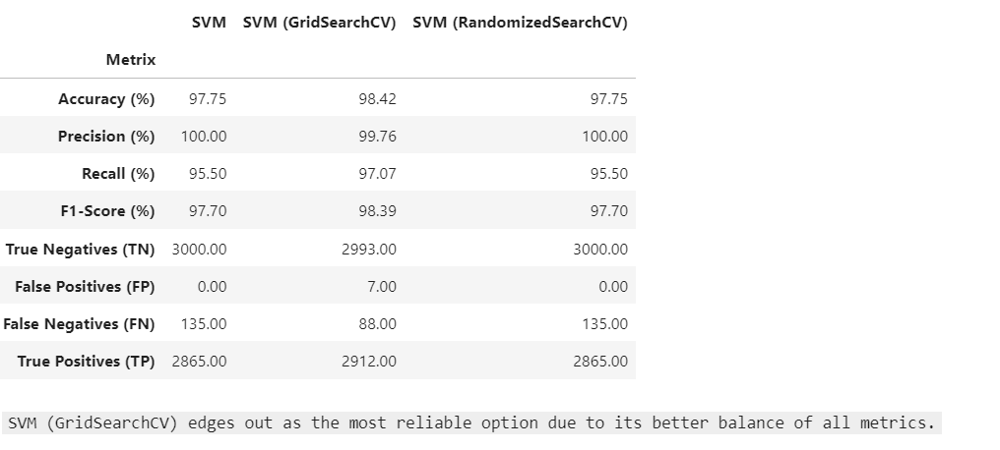 SVM SVM (GridSearchCV) SVM (RandomizedSearchCV)
Metrix
Accuracy (%) 97.75 98.42 97.75
Precision (%) 100.00 99.76 100.00
Recall (%) 95.50 97.07 95.50
F1-Score (%) 97.70 98.39 97.70
True Negatives (TN) 3000.00 2993.00 3000.00
False Positives (FP) 0.00 7.00 0.00
False Negatives (FN) 135.00 88.00 135.00
True Positives (TP) 2865.00 2912.00 2865.00
SVM (GridSearchCV) edges out as the most reliable option due to its better balance of all metrics.